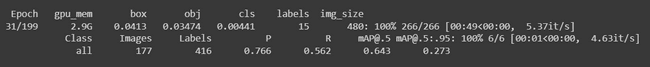 Epoch gpu_mem box obj cls labels img_size
31/199 2.9G 0.0413 0.03474 0.00441 15 480: 100% 266/266 [00:49<00:00, 5.37it/s]
Class Images Labels P R mAP@.5 mAP@.5:.95: 100% 6/6 [00:01<00:00, 4.63it/s]
all 177 416 0.766 0.562 0.643 0.273